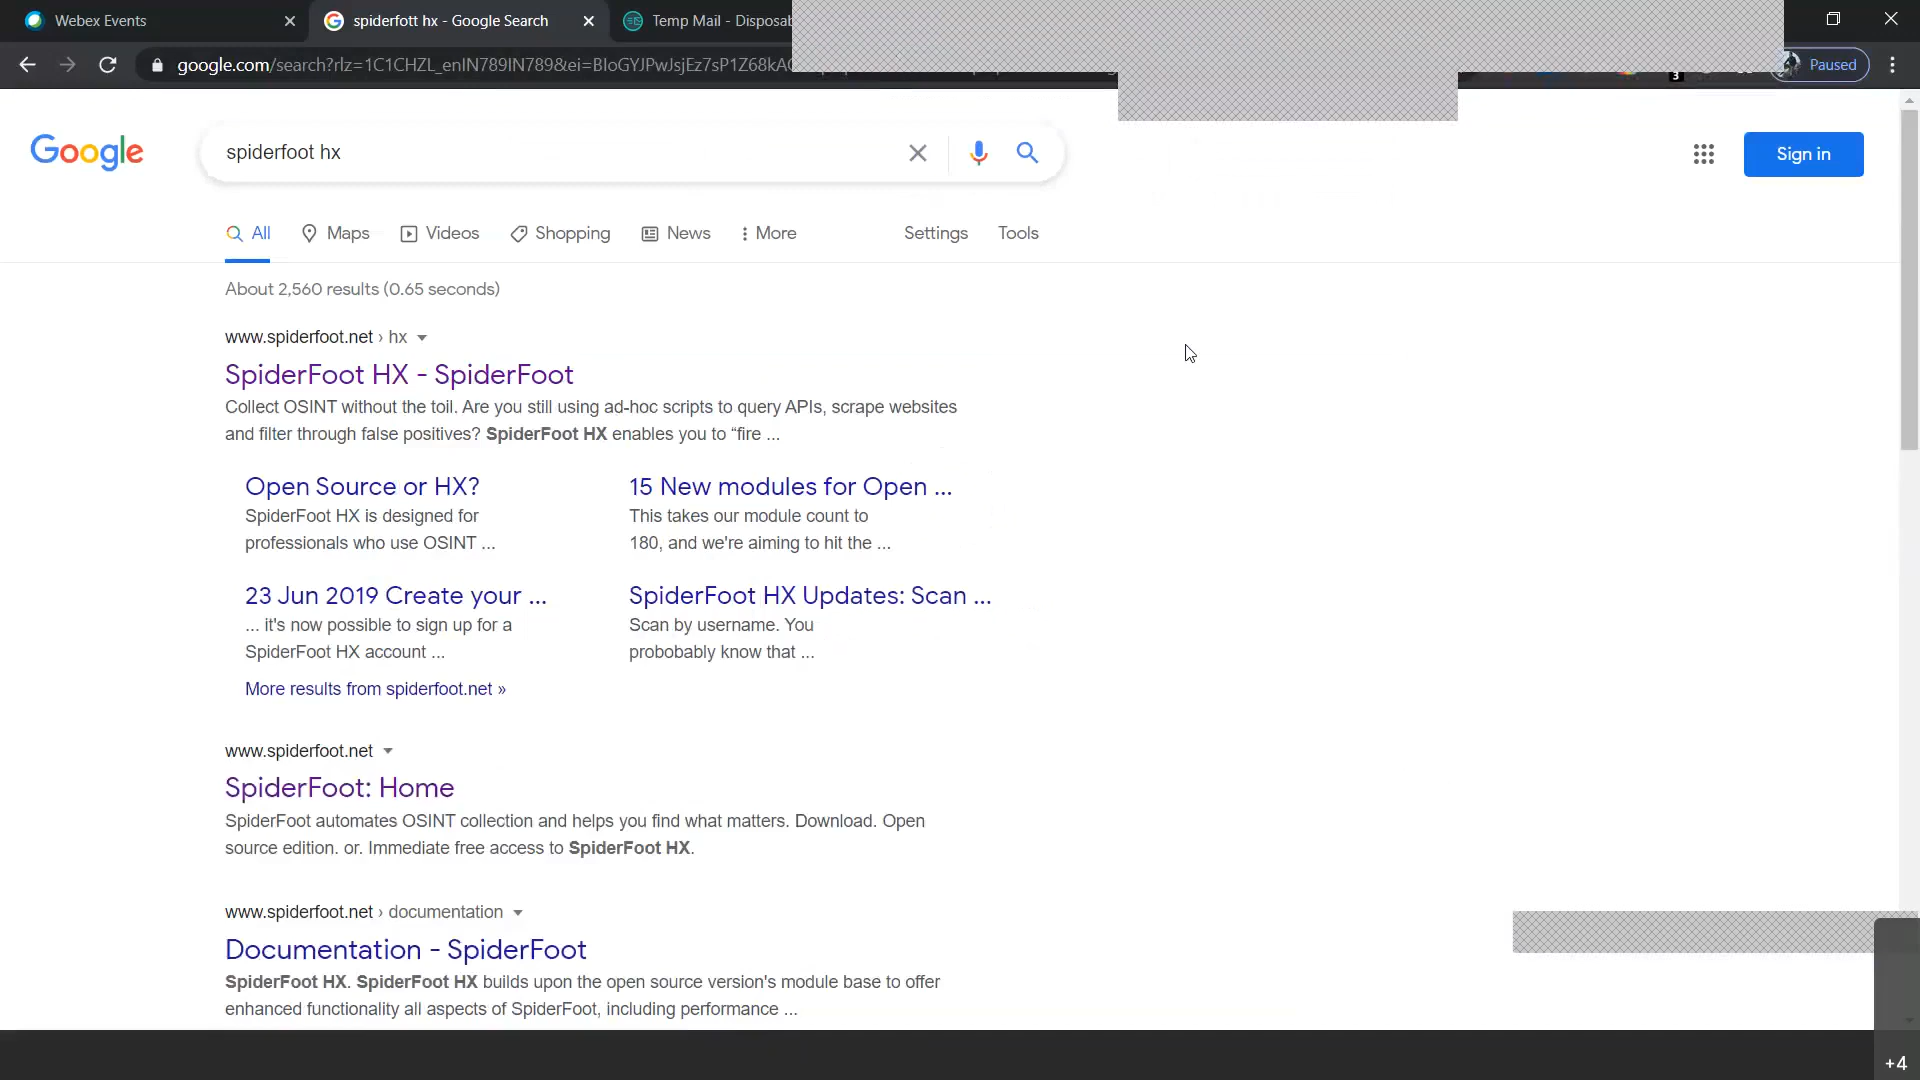 Webex Events
spiderfott hx - Google Search
Temp Mail - Disposab
google.com/search?rlz=1C1CHZL_enIN789IN789&ei=BIoGYJPwJsjEz7sP1Z68kA
3
Paused
Google
spiderfoot hx
Sign in
All Maps Videos Shopping News More Settings Tools
About 2,560 results (0.65 seconds)
www.spiderfoot.net › hx
SpiderFoot HX - SpiderFoot
Collect OSINT without the toil. Are you still using ad-hoc scripts to query APIs, scrape websites
and filter through false positives? SpiderFoot HX enables you to “fire ...
Open Source or HX?
SpiderFoot HX is designed for
professionals who use OSINT ...
15 New modules for Open ...
This takes our module count to
180, and we're aiming to hit the ...
23 Jun 2019 Create your ...
... it's now possible to sign up for a
SpiderFoot HX account ...
SpiderFoot HX Updates: Scan ...
Scan by username. You
probobably know that ...
More results from spiderfoot.net »
www.spiderfoot.net
SpiderFoot: Home
SpiderFoot automates OSINT collection and helps you find what matters. Download. Open
source edition. or. Immediate free access to SpiderFoot HX.
www.spiderfoot.net › documentation
Documentation - SpiderFoot
SpiderFoot HX. SpiderFoot HX builds upon the open source version's module base to offer
enhanced functionality all aspects of SpiderFoot, including performance ...
+4